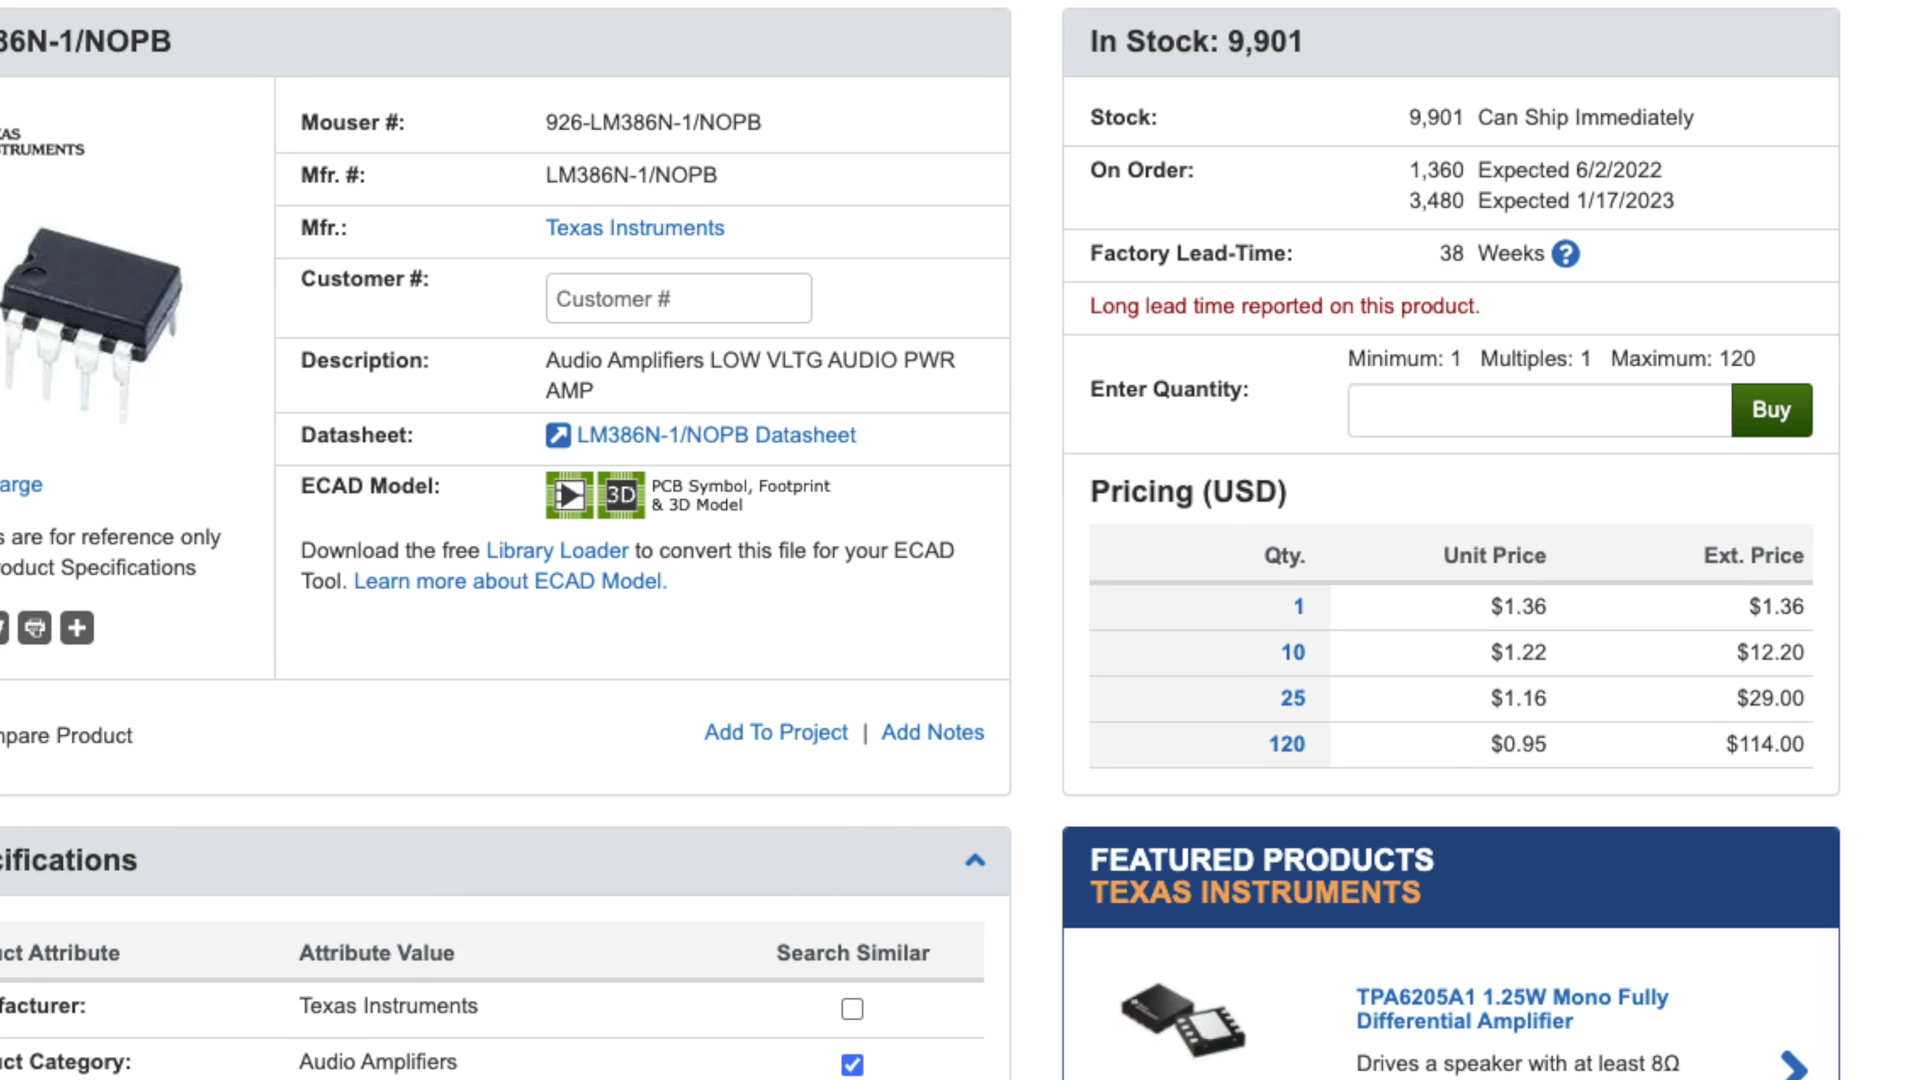 36N-1/NOPB
In Stock: 9,901
AS
TRUMENTS
Mouser #: 926-LM386N-1/NOPB
Mfr. #: LM386N-1/NOPB
Mfr.: Texas Instruments
Customer #: Customer #
Description: Audio Amplifiers LOW VLTG AUDIO PWR
AMP
Datasheet: LM386N-1/NOPB Datasheet
ECAD Model: 3D PCB Symbol, Footprint
& 3D Model
Download the free Library Loader to convert this file for your ECAD
Tool. Learn more about ECAD Model.
arge
s are for reference only
oduct Specifications
mpare Product
Add To Project | Add Notes
Stock: 9,901 Can Ship Immediately
On Order: 1,360 Expected 6/2/2022
3,480 Expected 1/17/2023
Factory Lead-Time: 38 Weeks ?
Long lead time reported on this product.
Minimum: 1 Multiples: 1 Maximum: 120
Enter Quantity: Buy
Pricing (USD)
Qty. Unit Price Ext. Price
1 $1.36 $1.36
10 $1.22 $12.20
25 $1.16 $29.00
120 $0.95 $114.00
cifications
uct Attribute Attribute Value Search Similar
facturer: Texas Instruments
uct Category: Audio Amplifiers
FEATURED PRODUCTS
TEXAS INSTRUMENTS
TPA6205A1 1.25W Mono Fully
Differential Amplifier
Drives a speaker with at least 8Ω